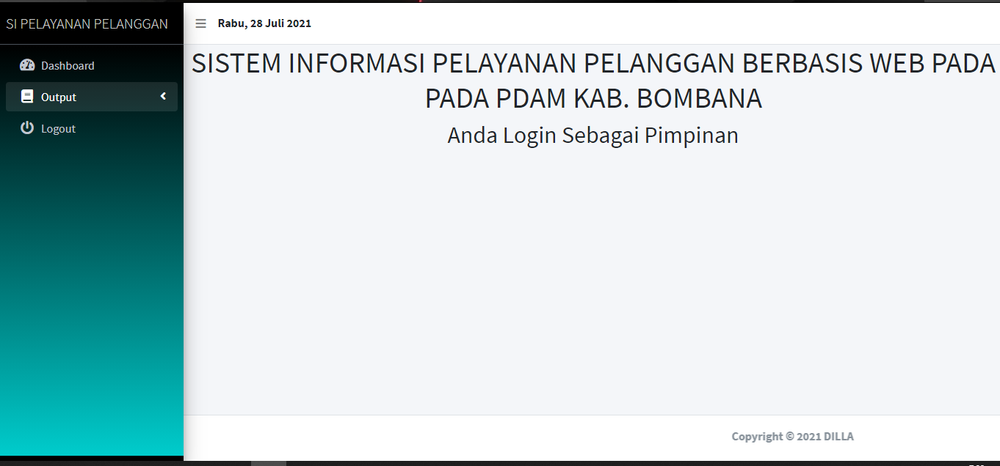 SI PELAYANAN PELANGGAN
Rabu, 28 Juli 2021
Dashboard
Output
Logout
SISTEM INFORMASI PELAYANAN PELANGGAN BERBASIS WEB PADA
PADA PDAM KAB. BOMBANA
Anda Login Sebagai Pimpinan
Copyright © 2021 DILLA